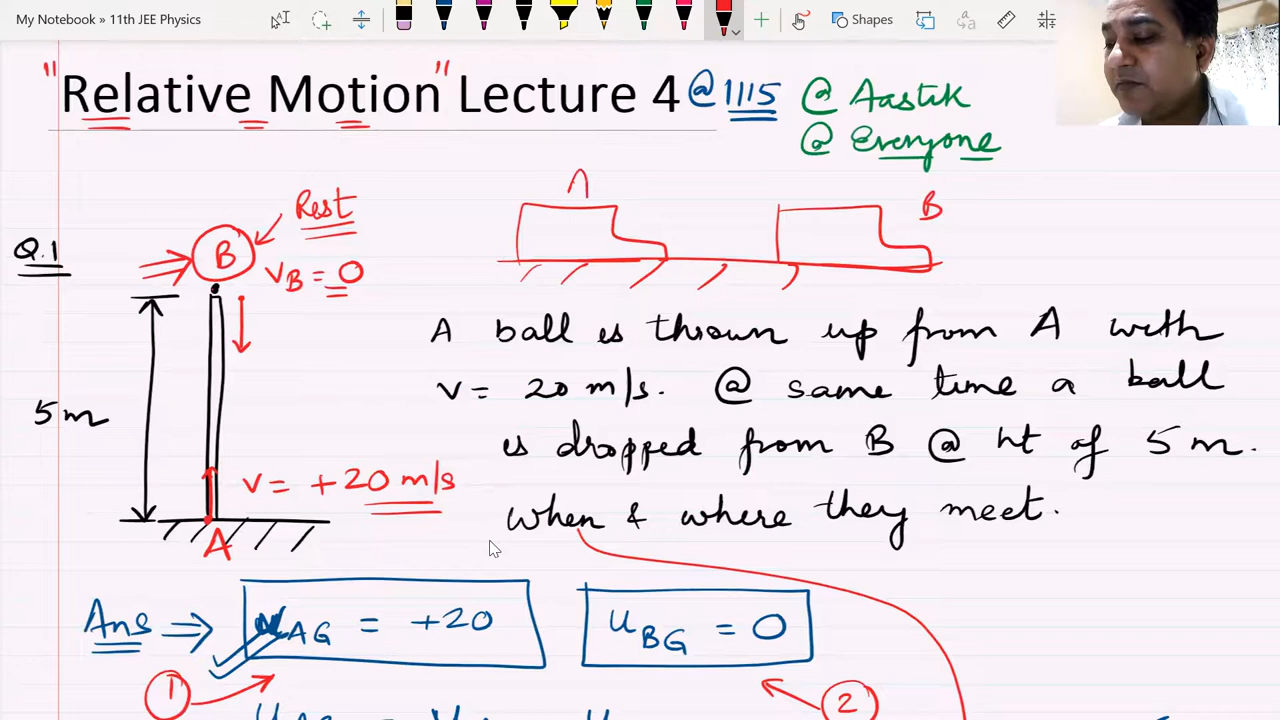 My Notebook > 11th JEE Physics
Shapes
"Relative Motion" Lecture 4 @ 1115
@ Aastik
@ Everyone
A
B
Q.1
B
Rest
vB = 0
5m
v = +20 m/s
A
A ball is thrown up from A with
v = 20 m/s. @ same time a ball
is dropped from B @ ht of 5 m.
when & where they meet.
Ans ⇒ uAG = +20
uBG = 0
1
2